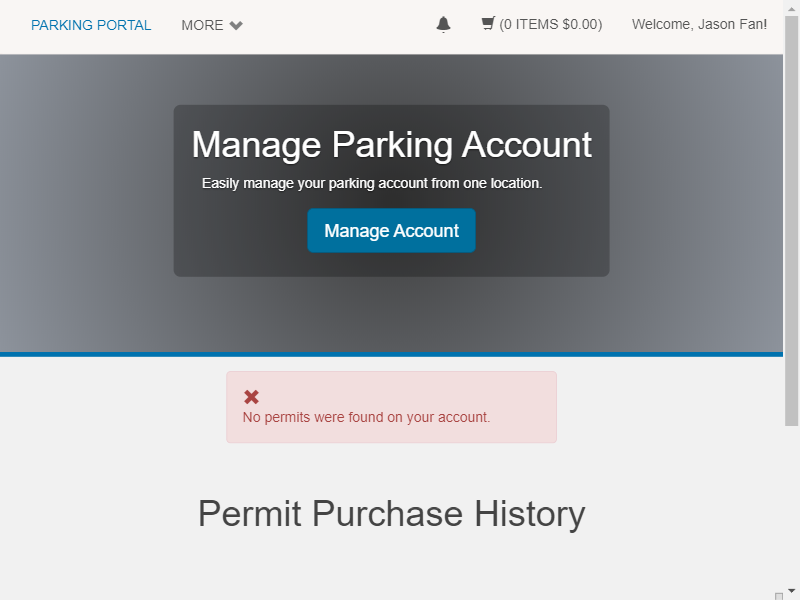 PARKING PORTAL MORE (0 ITEMS $0.00) Welcome, Jason Fan!
Manage Parking Account
Easily manage your parking account from one location.
Manage Account
No permits were found on your account.
Permit Purchase History